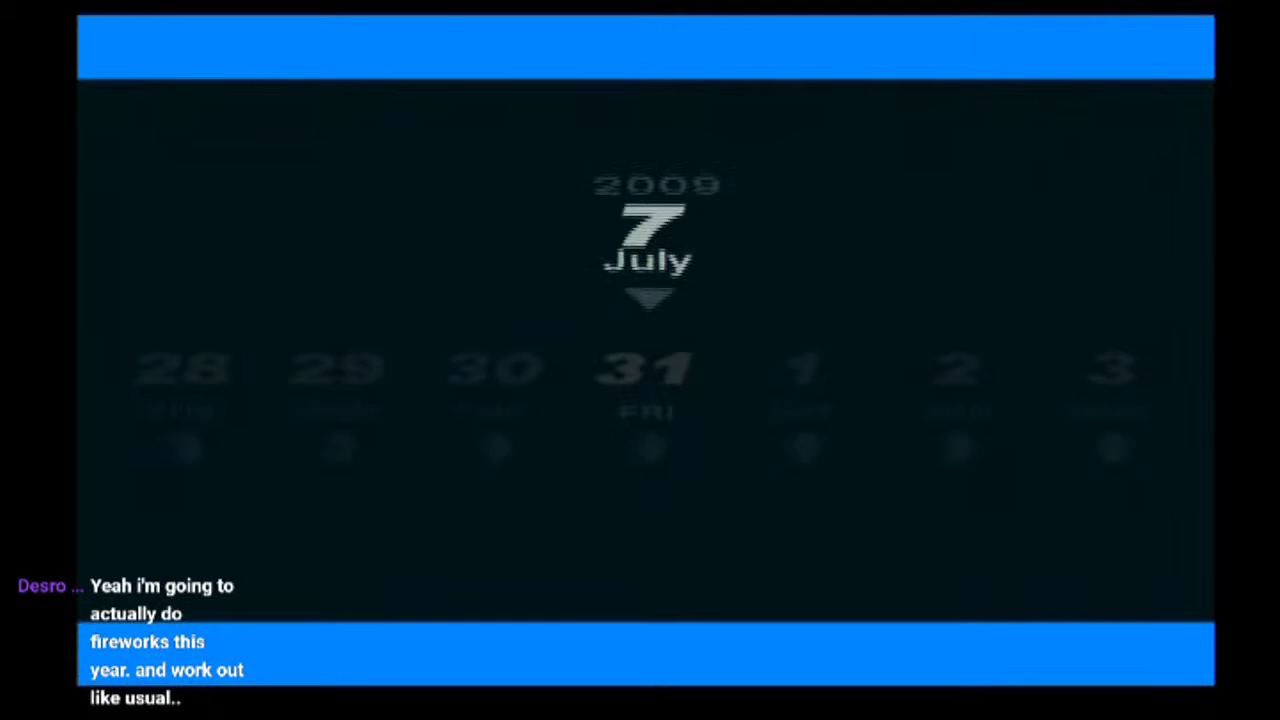 2009
7
July
28 29 30 31 1 2 3
FRI
Desro ... Yeah i'm going to
actually do
fireworks this
year. and work out
like usual..